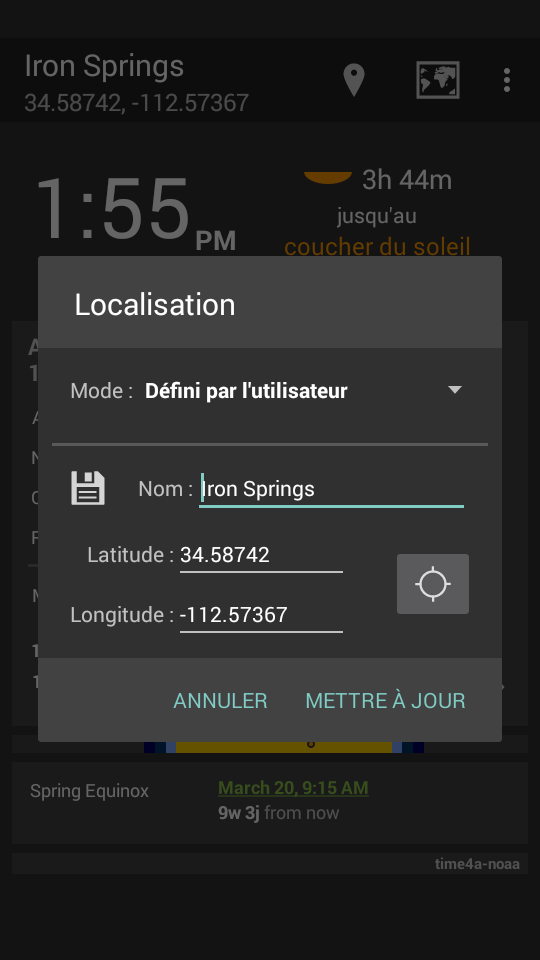 Iron Springs
34.58742, -112.57367
1:55 PM
3h 44m
jusqu'au
coucher du soleil
Localisation
Mode : Défini par l'utilisateur
Nom : Iron Springs
Latitude : 34.58742
Longitude : -112.57367
ANNULER METTRE À JOUR
Spring Equinox
March 20, 9:15 AM
9w 3j from now
time4a-noaa